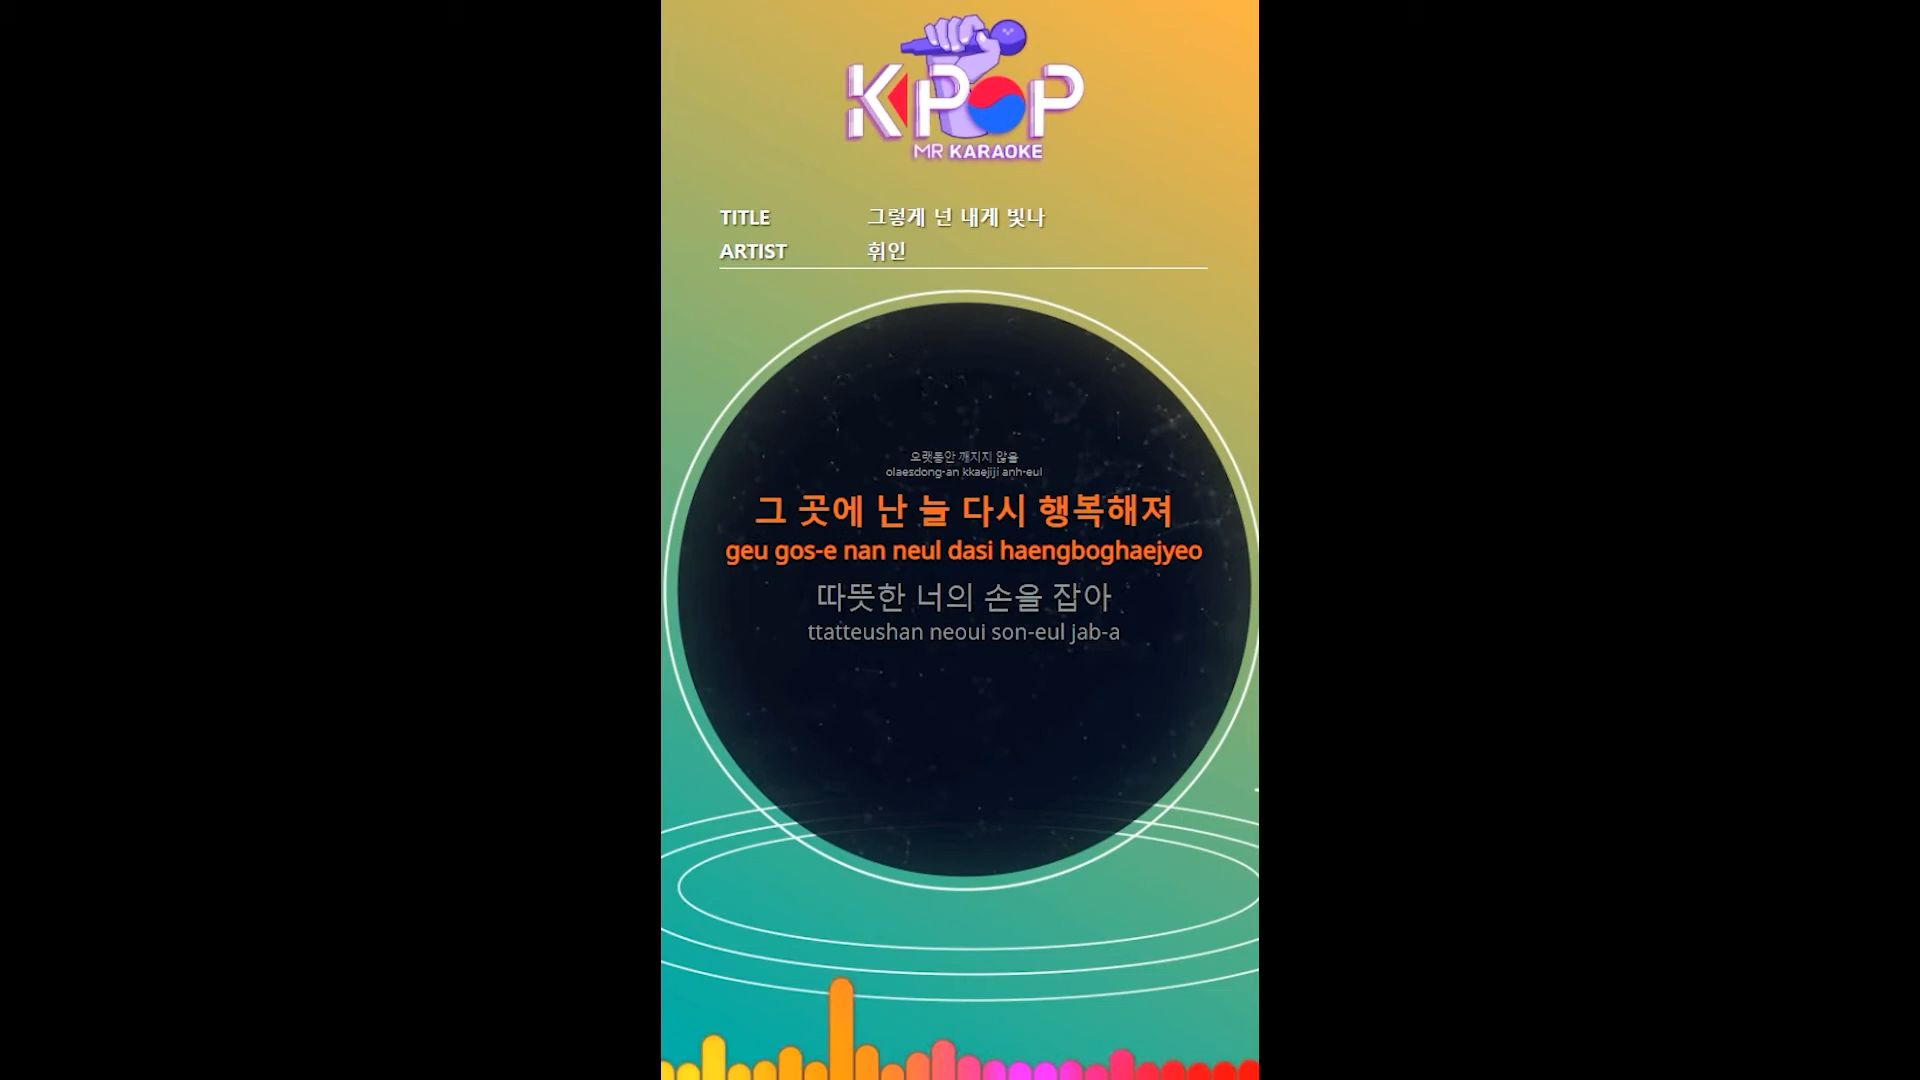 KPOP
MR KARAOKE
TITLE 그렇게 넌 내게 빛나
ARTIST 휘인
오랫동안 깨지지 않을
olaesdong-an kkaejiji anh-eul
그 곳에 난 늘 다시 행복해져
geu gos-e nan neul dasi haengboghaejyeo
따뜻한 너의 손을 잡아
ttatteushan neoui son-eul jab-a